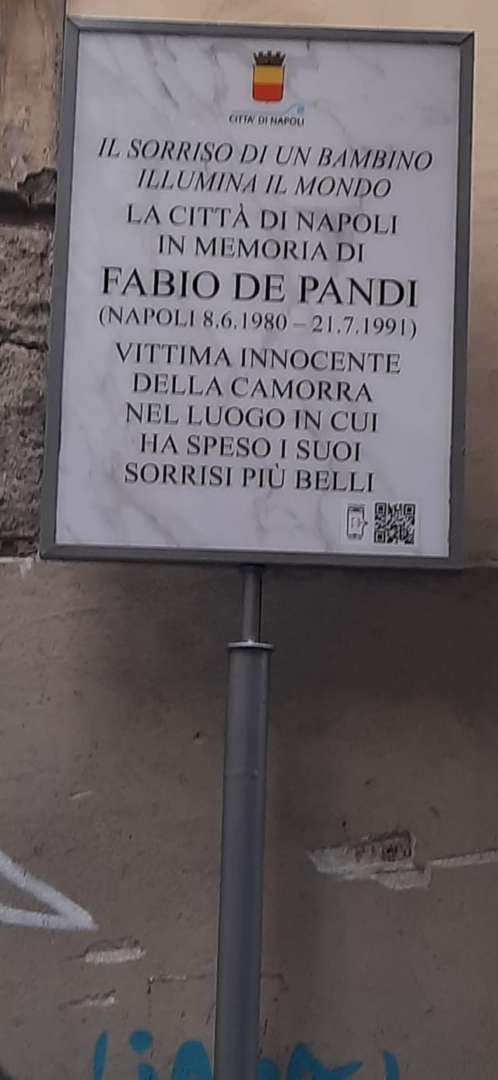 CITTA' DI NAPOLI
IL SORRISO DI UN BAMBINO
ILLUMINA IL MONDO
LA CITTÀ DI NAPOLI
IN MEMORIA DI
FABIO DE PANDI
(NAPOLI 8.6.1980 – 21.7.1991)
VITTIMA INNOCENTE
DELLA CAMORRA
NEL LUOGO IN CUI
HA SPESO I SUOI
SORRISI PIÙ BELLI